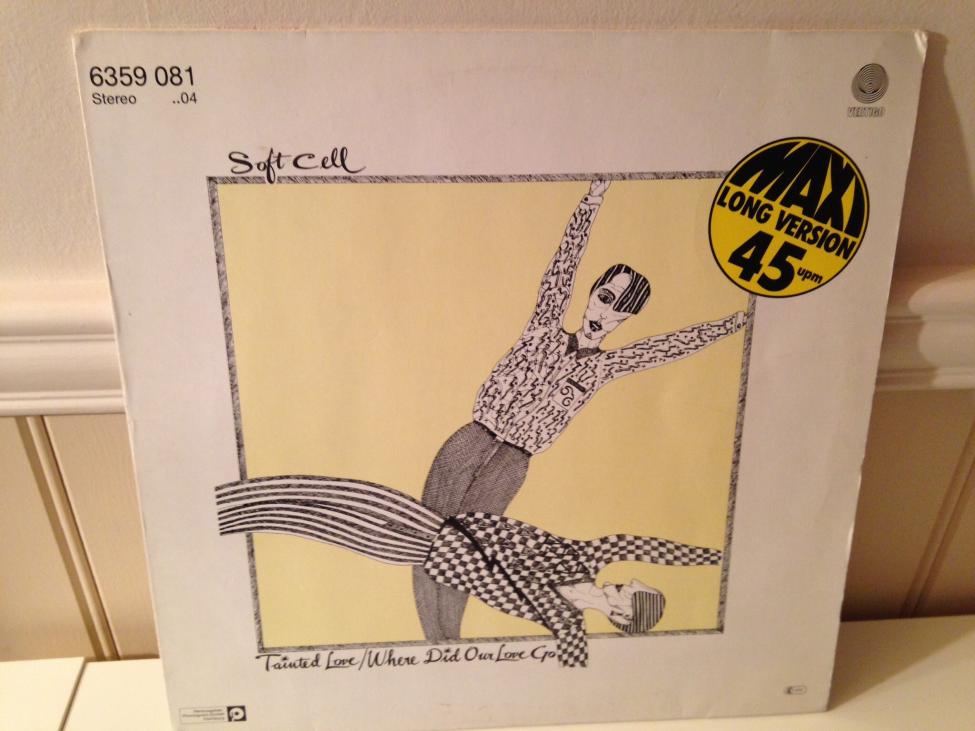 6359 081
Stereo ..04
VERTIGO
Soft Cell
MAXI
LONG VERSION
45 upm
Tainted Love/Where Did Our Love Go